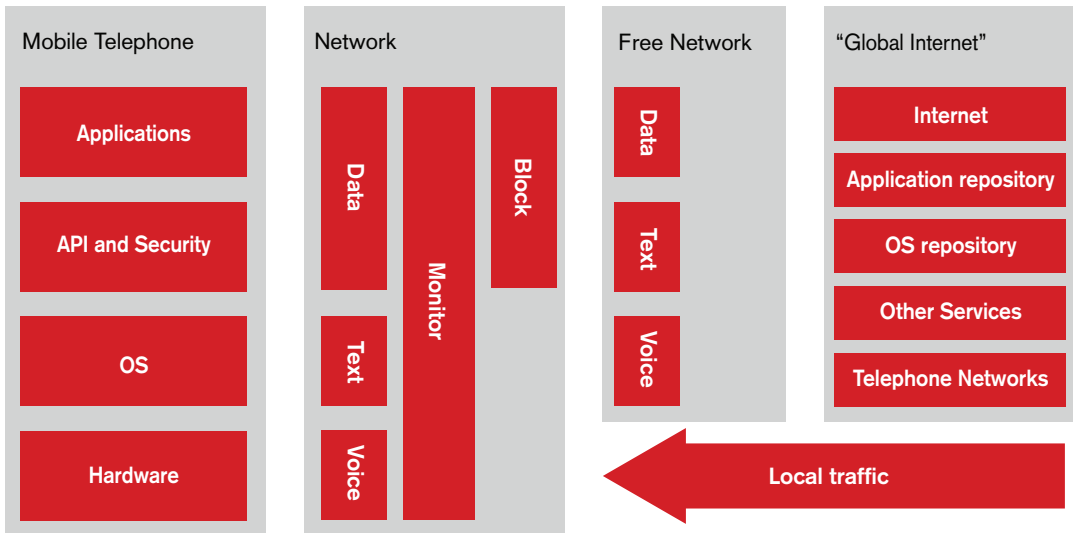 Mobile Telephone
Applications
API and Security
OS
Hardware
Network
Data
Text
Voice
Monitor
Block
Free Network
Data
Text
Voice
“Global Internet”
Internet
Application repository
OS repository
Other Services
Telephone Networks
Local traffic